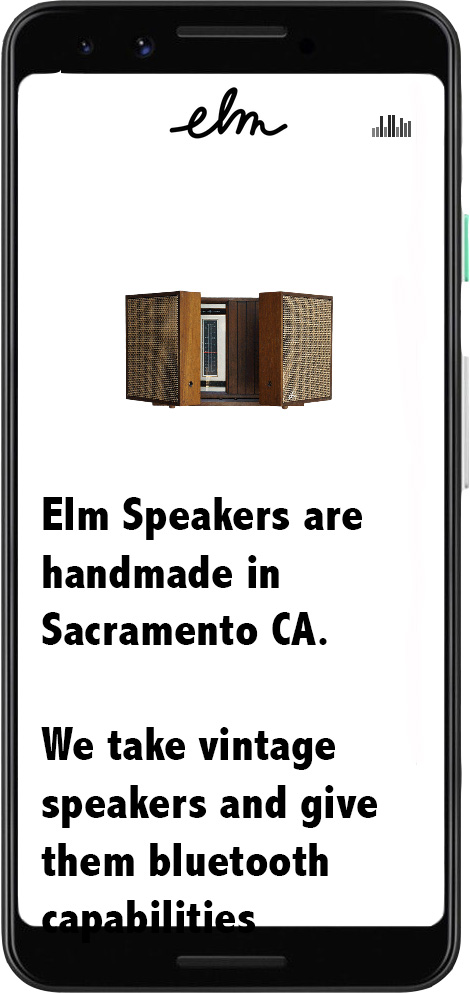 elm
Elm Speakers are
handmade in
Sacramento CA.
We take vintage
speakers and give
them bluetooth
capabilities